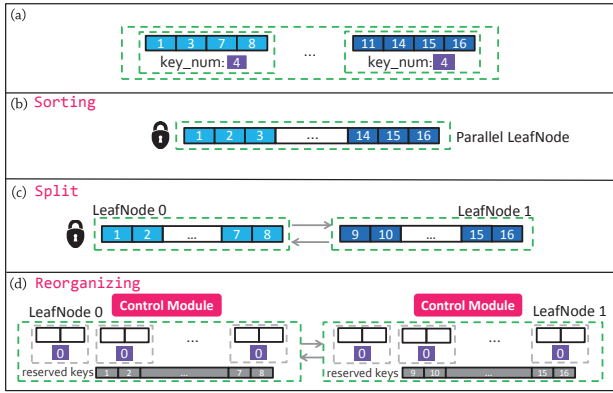 (a)
1 3 7 8 ... 11 14 15 16
key_num: 4 key_num: 4
(b) Sorting
1 2 3 ... 14 15 16 Parallel LeafNode
(c) Split
LeafNode 0 LeafNode 1
1 2 ... 7 8 9 10 ... 15 16
(d) Reorganizing
Control Module Control Module
LeafNode 0 LeafNode 1
... ...
0 0 0 0 0 0
reserved keys 1 2 ... 7 8 reserved keys 9 10 ... 15 16